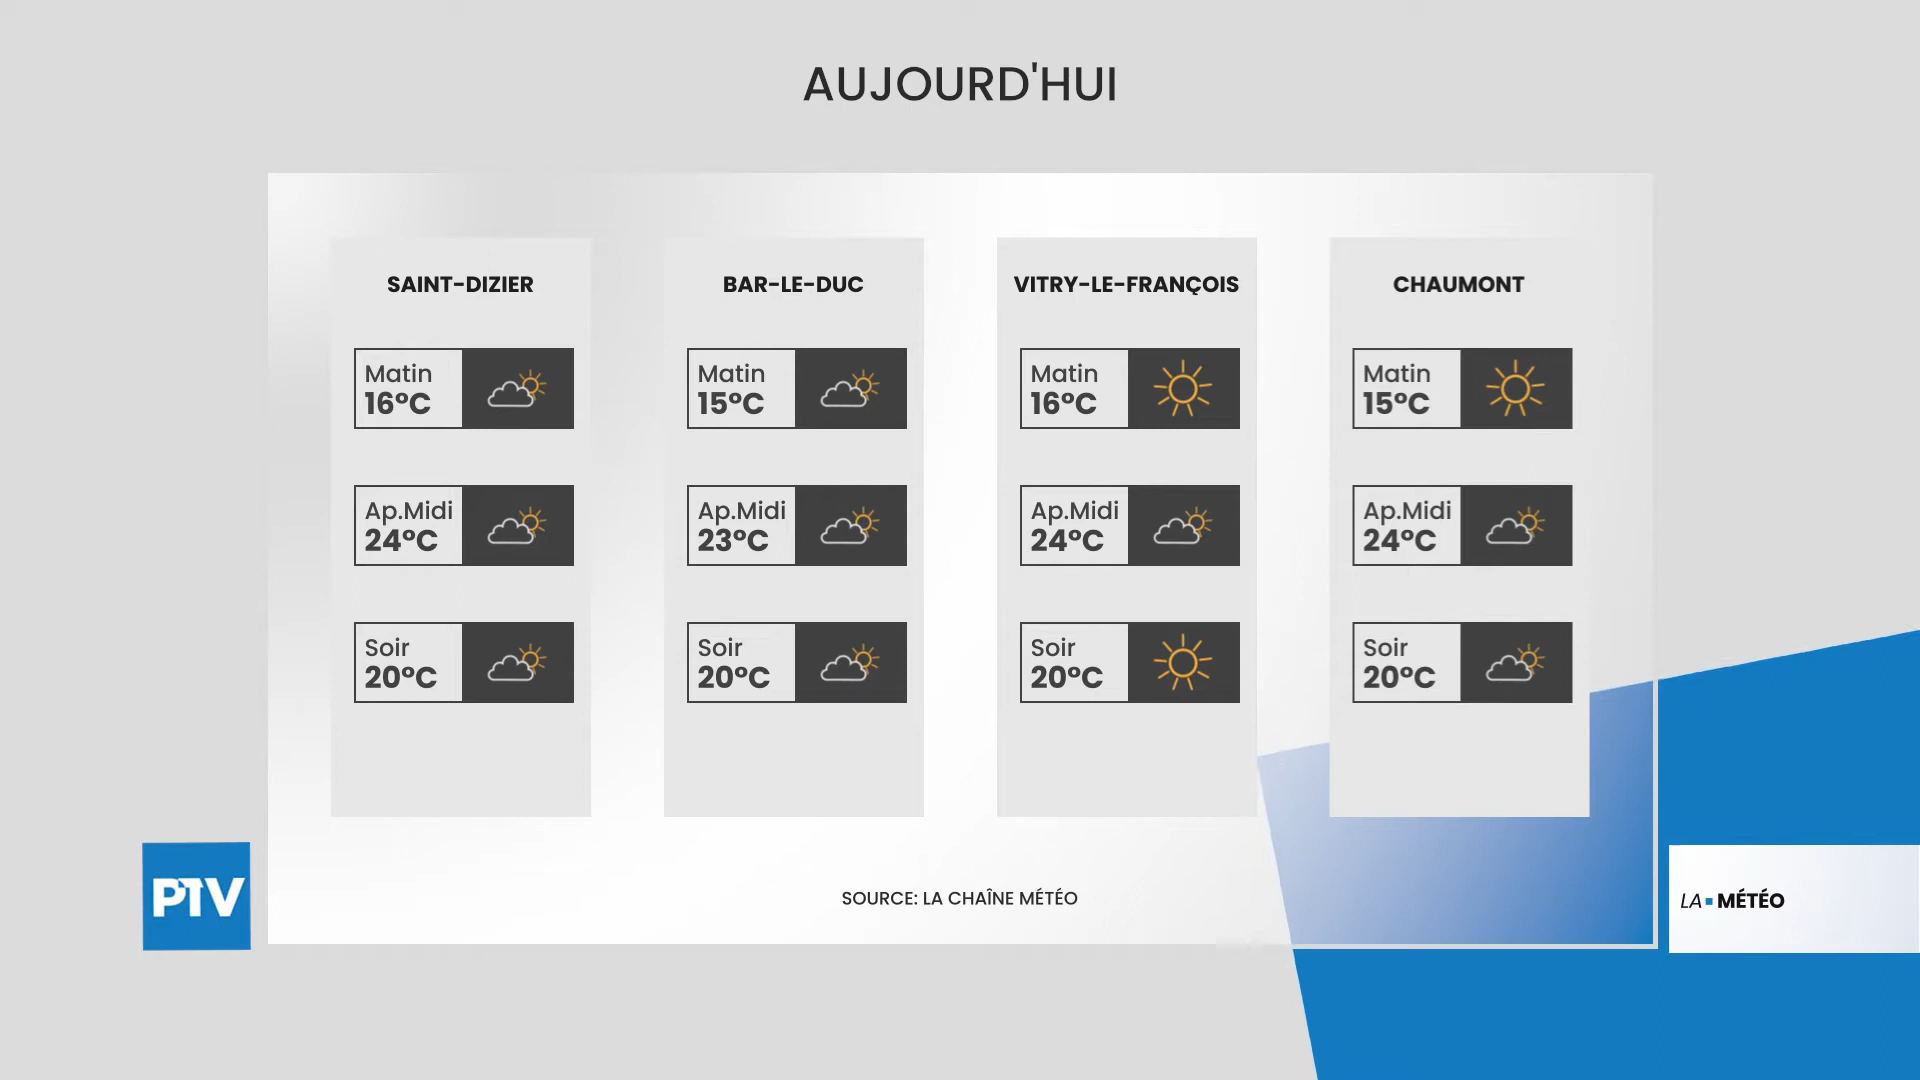 AUJOURD'HUI
SAINT-DIZIER
Matin
16°C
Ap.Midi
24°C
Soir
20°C
BAR-LE-DUC
Matin
15°C
Ap.Midi
23°C
Soir
20°C
VITRY-LE-FRANÇOIS
Matin
16°C
Ap.Midi
24°C
Soir
20°C
CHAUMONT
Matin
15°C
Ap.Midi
24°C
Soir
20°C
PTV
SOURCE: LA CHAÎNE MÉTÉO
LA MÉTÉO